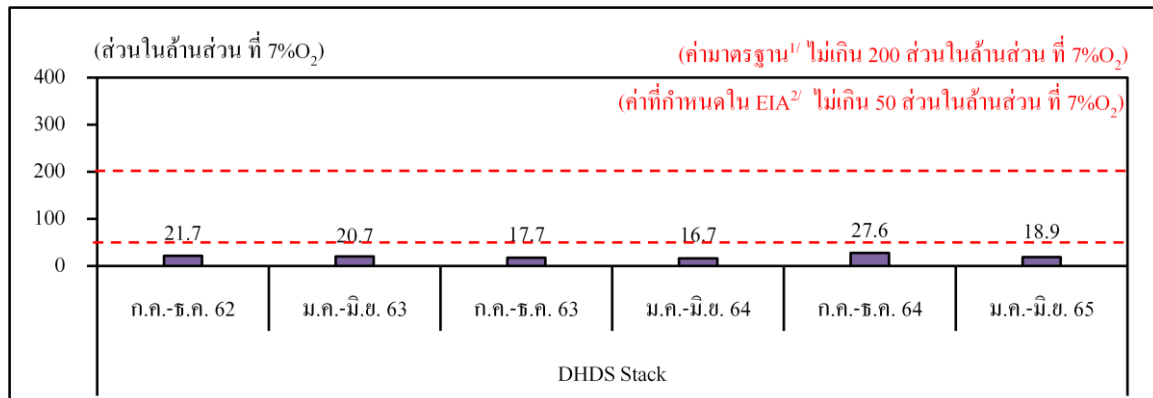 (ส่วนในล้านส่วน ที่ 7%O₂)
(ค่ามาตรฐาน¹/ ไม่เกิน 200 ส่วนในล้านส่วน ที่ 7%O₂)
(ค่าที่กำหนดใน EIA²/ ไม่เกิน 50 ส่วนในล้านส่วน ที่ 7%O₂)
400
300
200
100
0
21.7 20.7 17.7 16.7 27.6 18.9
ก.ค.-ธ.ค. 62 ม.ค.-มิ.ย. 63 ก.ค.-ธ.ค. 63 ม.ค.-มิ.ย. 64 ก.ค.-ธ.ค. 64 ม.ค.-มิ.ย. 65
DHDS Stack